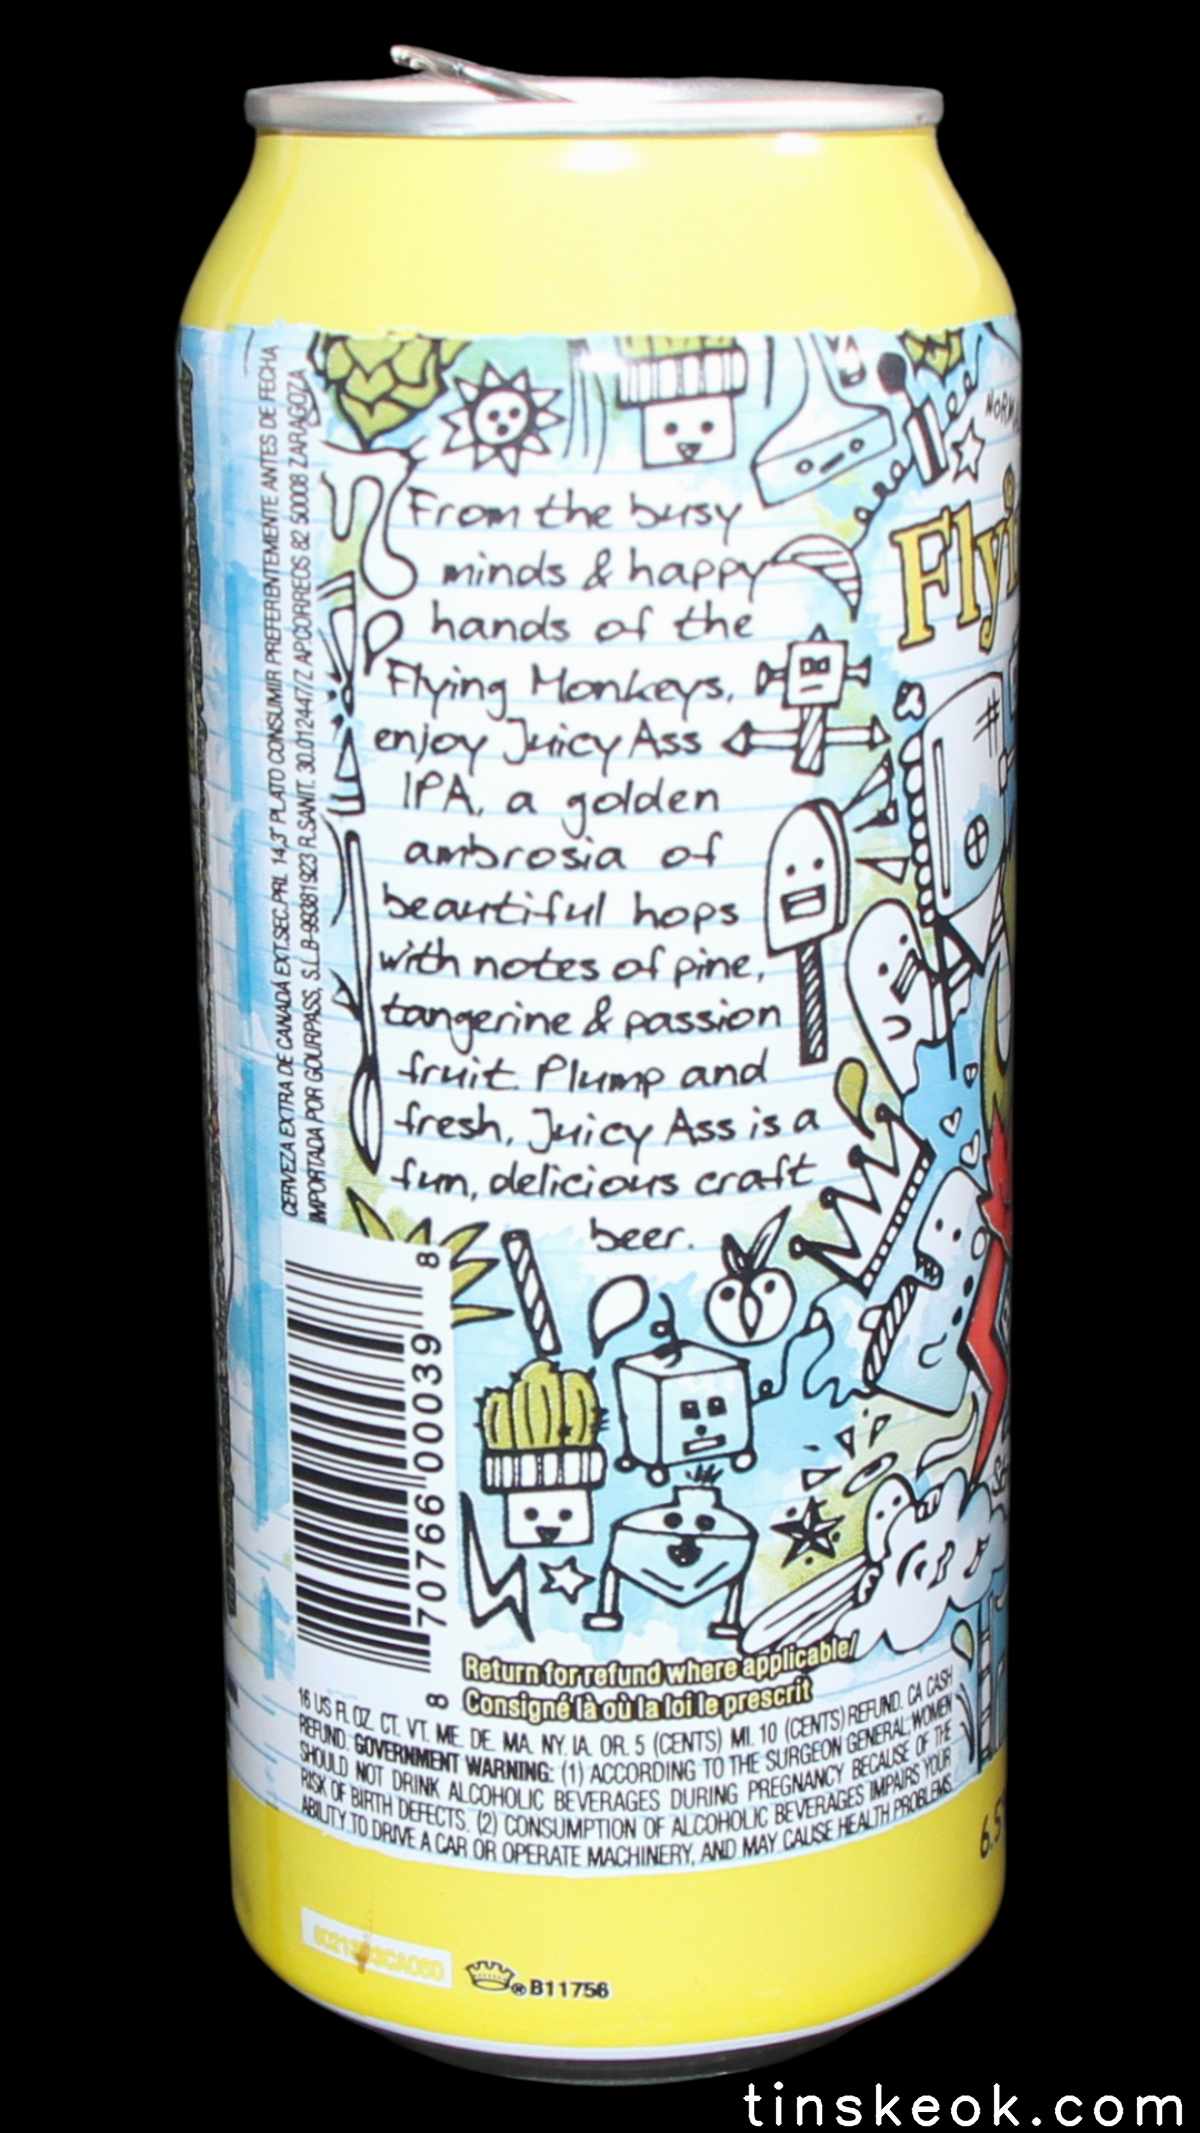 CERVEZA EXTRA DE CANADÁ EXT.SEC.PRI. 14,3° PLATO CONSUMIR PREFERENTEMENTE ANTES DE FECHA
IMPORTADA POR GOURPASS, S.L.B-99381923 R.SANIT. 30.012447/Z AP.CORREOS 82 50008 ZARAGOZA
From the busy
minds & happy
hands of the
Flying Monkeys,
enjoy Juicy Ass
IPA, a golden
ambrosia of
beautiful hops
with notes of pine,
tangerine & passion
fruit. Plump and
fresh, Juicy Ass is a
fun, delicious craft
beer.
8 70766 00039 8
Return for refund where applicable/
Consigné là où la loi le prescrit
16 US FL OZ. CT. VT. ME. DE. MA. NY. IA. OR. 5 (CENTS) MI. 10 (CENTS) REFUND. CA CASH
REFUND. GOVERNMENT WARNING: (1) ACCORDING TO THE SURGEON GENERAL, WOMEN
SHOULD NOT DRINK ALCOHOLIC BEVERAGES DURING PREGNANCY BECAUSE OF THE
RISK OF BIRTH DEFECTS. (2) CONSUMPTION OF ALCOHOLIC BEVERAGES IMPAIRS YOUR
ABILITY TO DRIVE A CAR OR OPERATE MACHINERY, AND MAY CAUSE HEALTH PROBLEMS.
® B11756
tinskeok.com